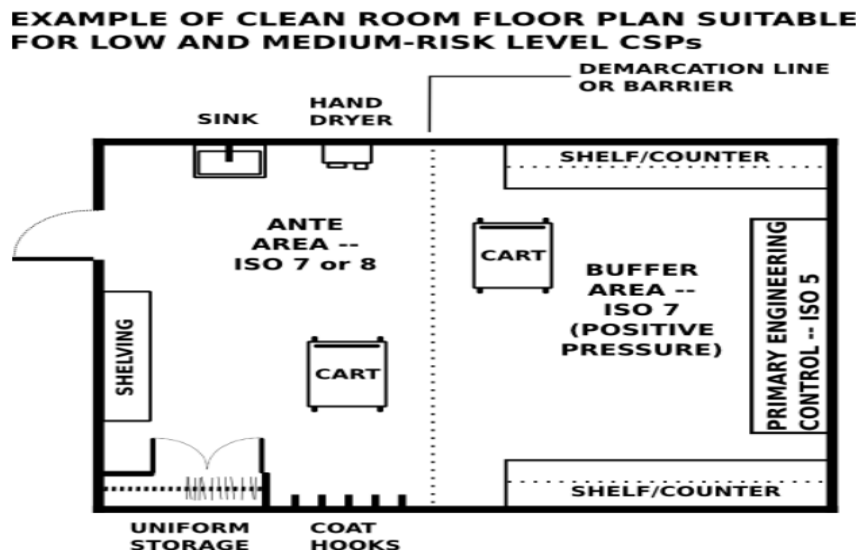 EXAMPLE OF CLEAN ROOM FLOOR PLAN SUITABLE
FOR LOW AND MEDIUM-RISK LEVEL CSPs
DEMARCATION LINE
OR BARRIER
SINK
HAND
DRYER
SHELF/COUNTER
ANTE
AREA --
ISO 7 or 8
CART
BUFFER
AREA --
ISO 7
(POSITIVE
PRESSURE)
PRIMARY ENGINEERING
CONTROL -- ISO 5
SHELVING
CART
SHELF/COUNTER
UNIFORM
STORAGE
COAT
HOOKS